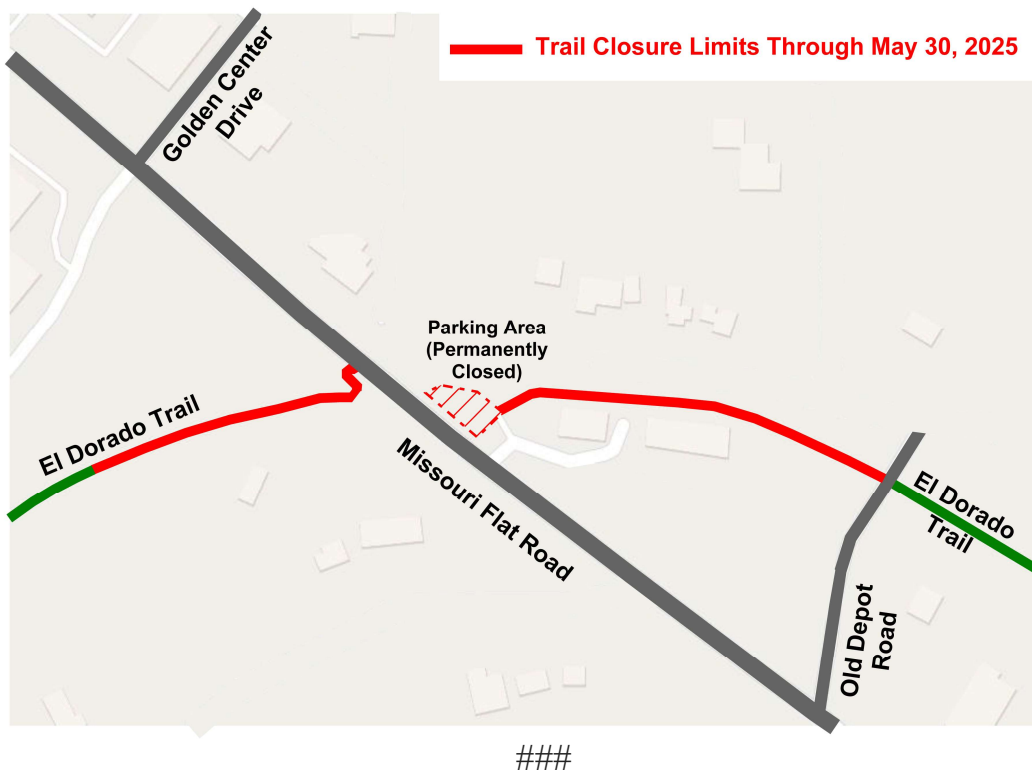 Trail Closure Limits Through May 30, 2025
Golden Center
Drive
Parking Area
(Permanently
Closed)
El Dorado Trail
Missouri Flat Road
El Dorado
Trail
Old Depot
Road
###